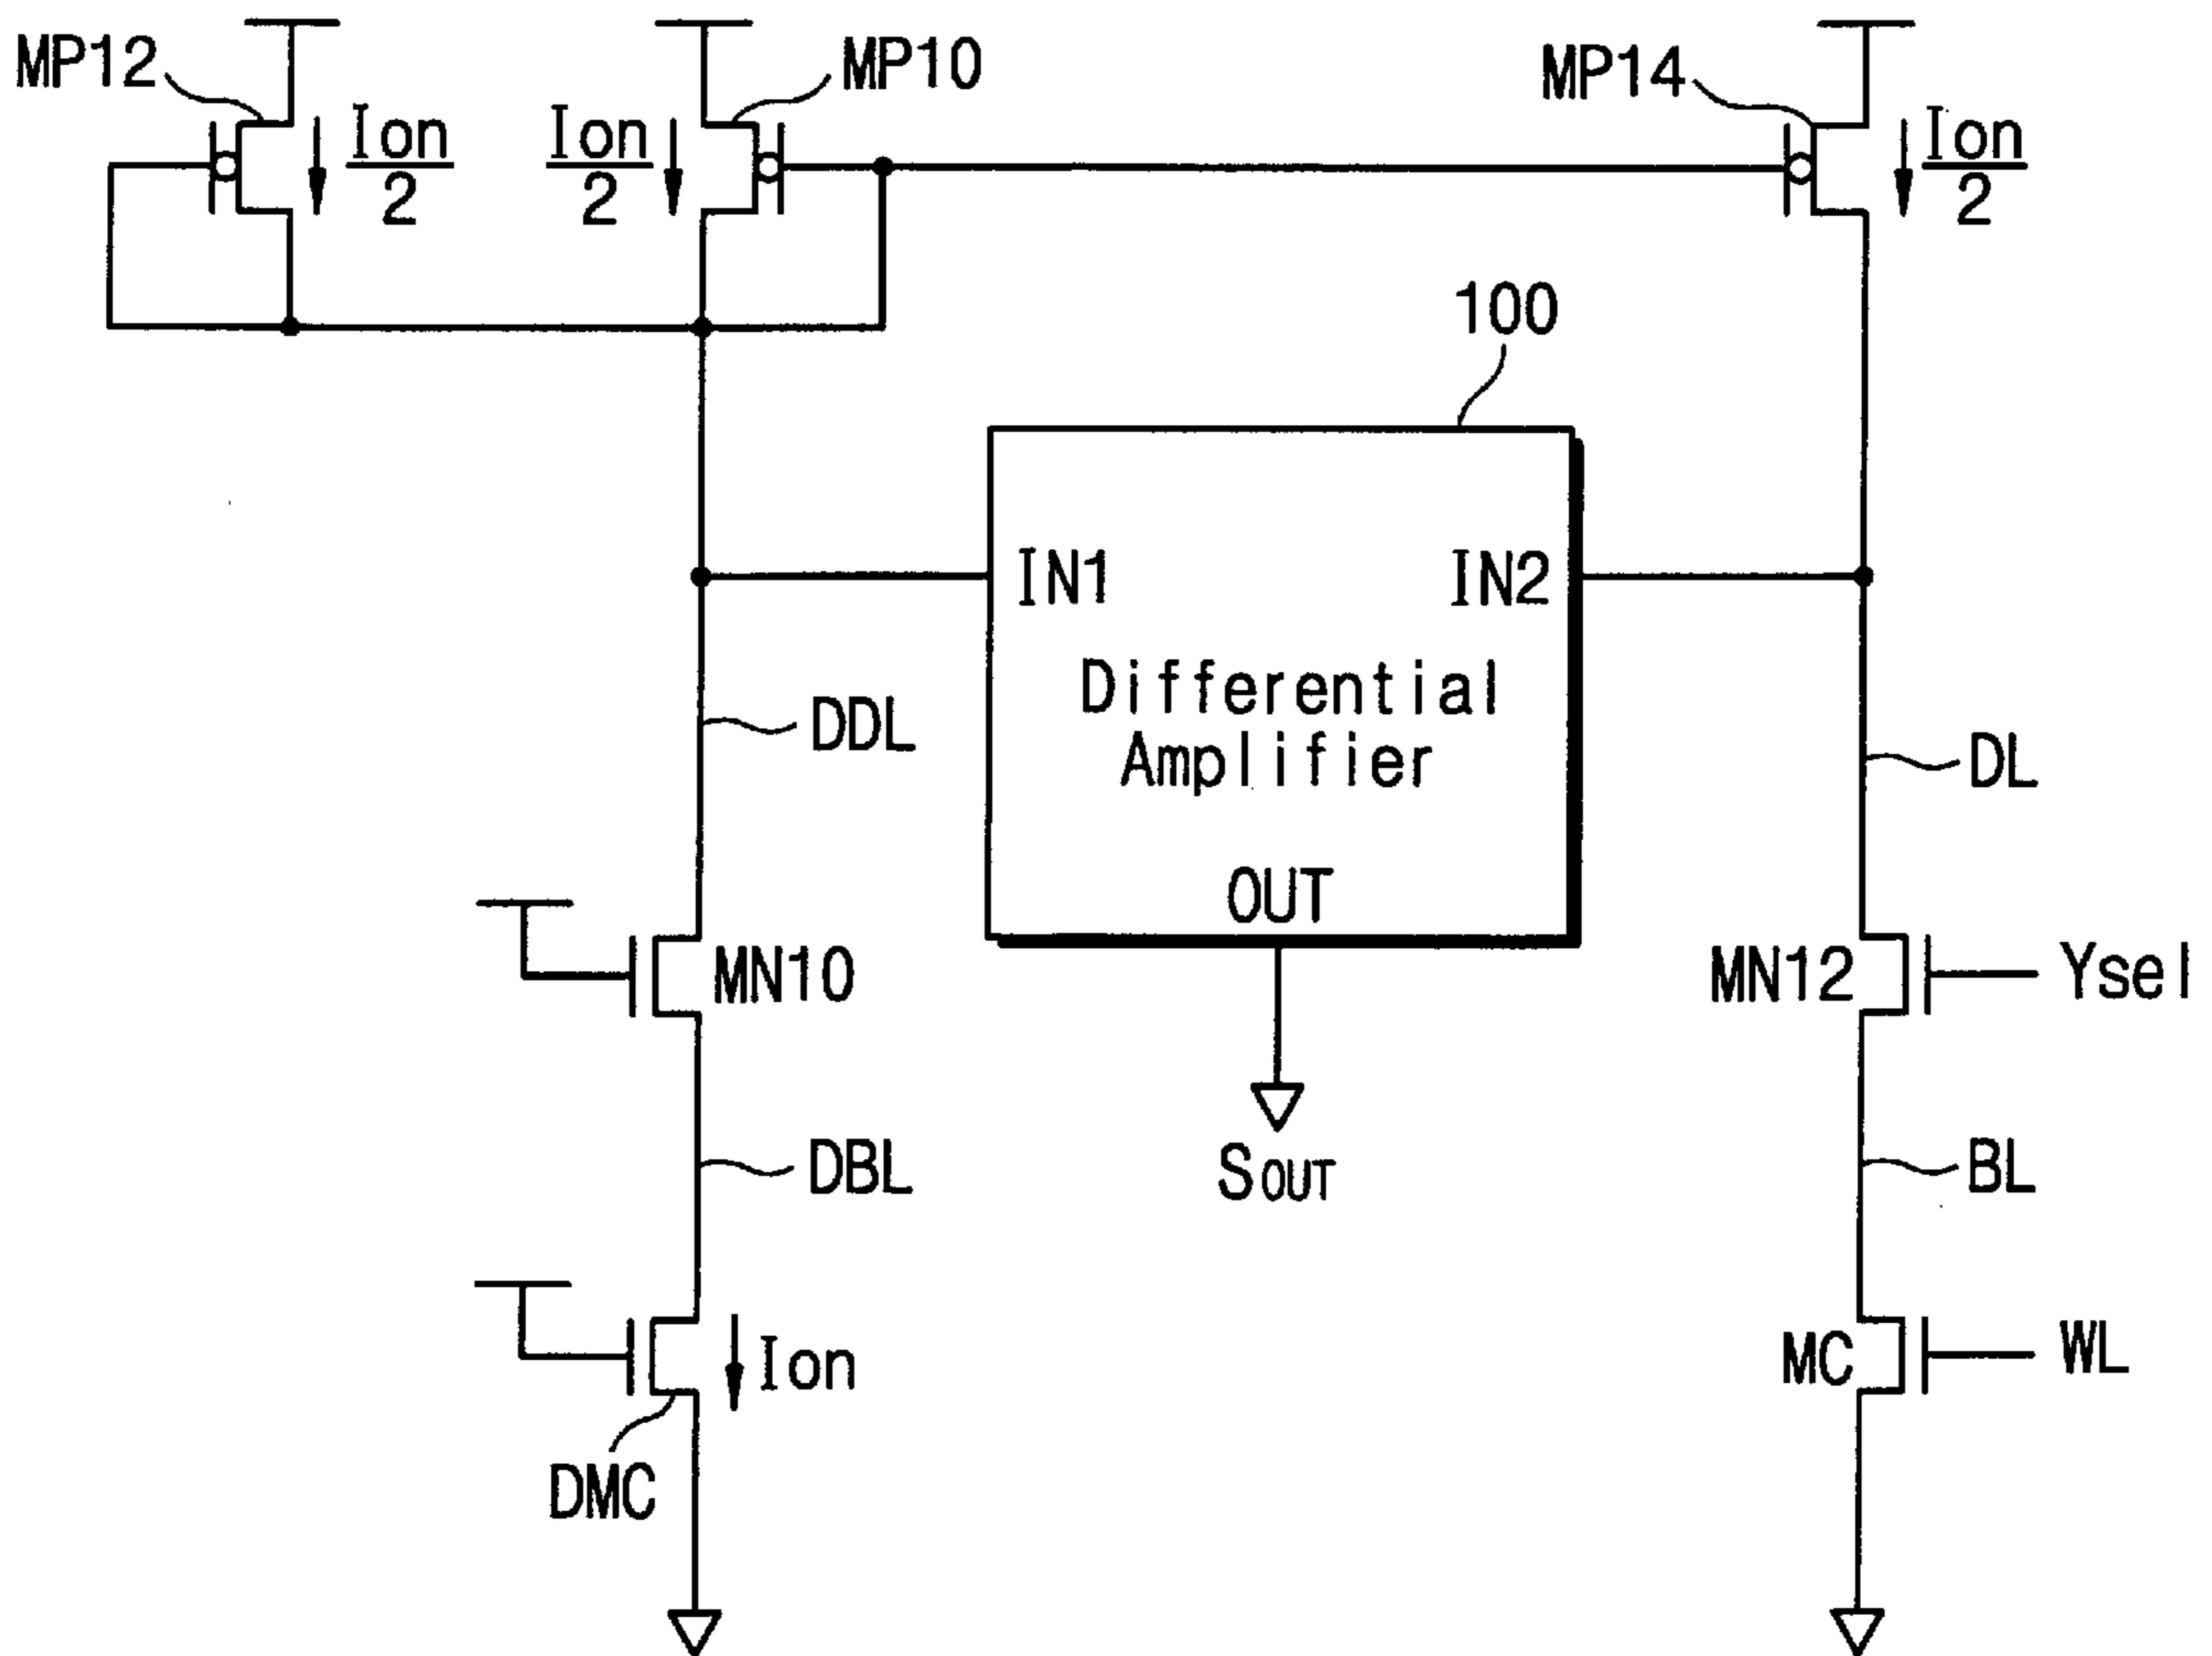 MP12
MP10
MP14
Ion
2
Ion
2
Ion
2
100
IN1
IN2
Differential
Amplifier
OUT
DDL
DL
MN10
MN12
Ysel
SOUT
DBL
BL
Ion
MC
WL
DMC